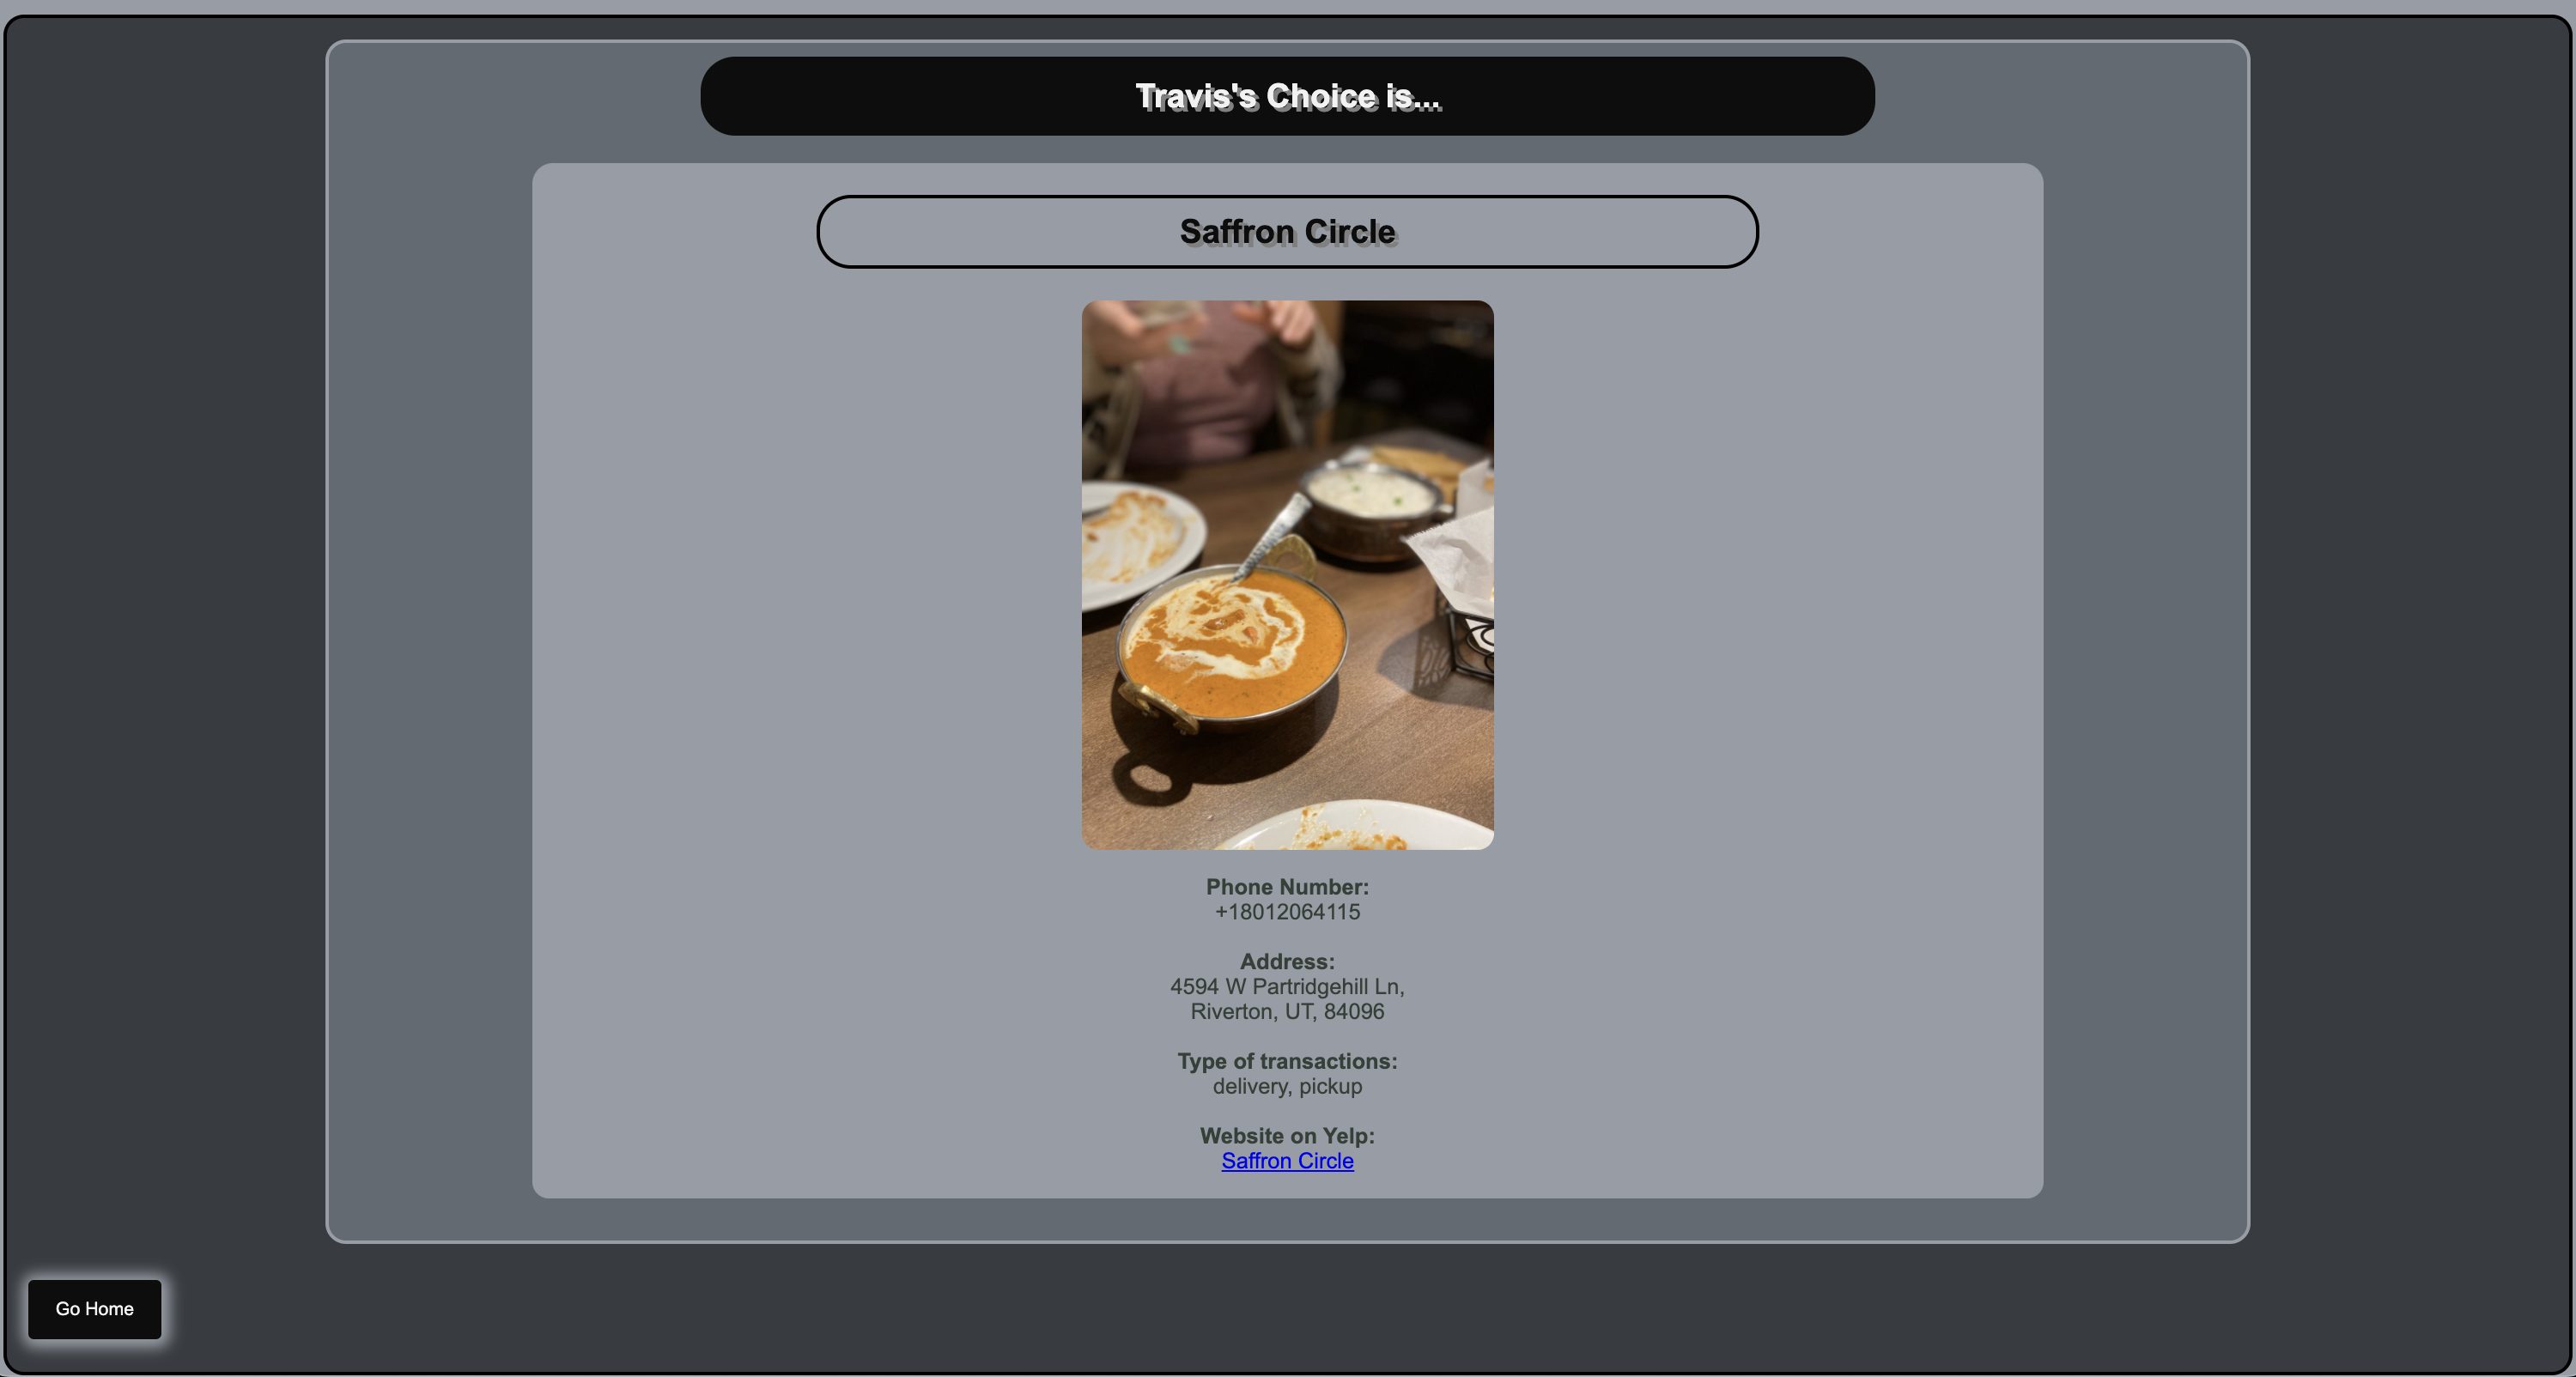 Travis's Choice is...
Saffron Circle
Phone Number:
+18012064115
Address:
4594 W Partridgehill Ln,
Riverton, UT, 84096
Type of transactions:
delivery, pickup
Website on Yelp:
Saffron Circle
Go Home